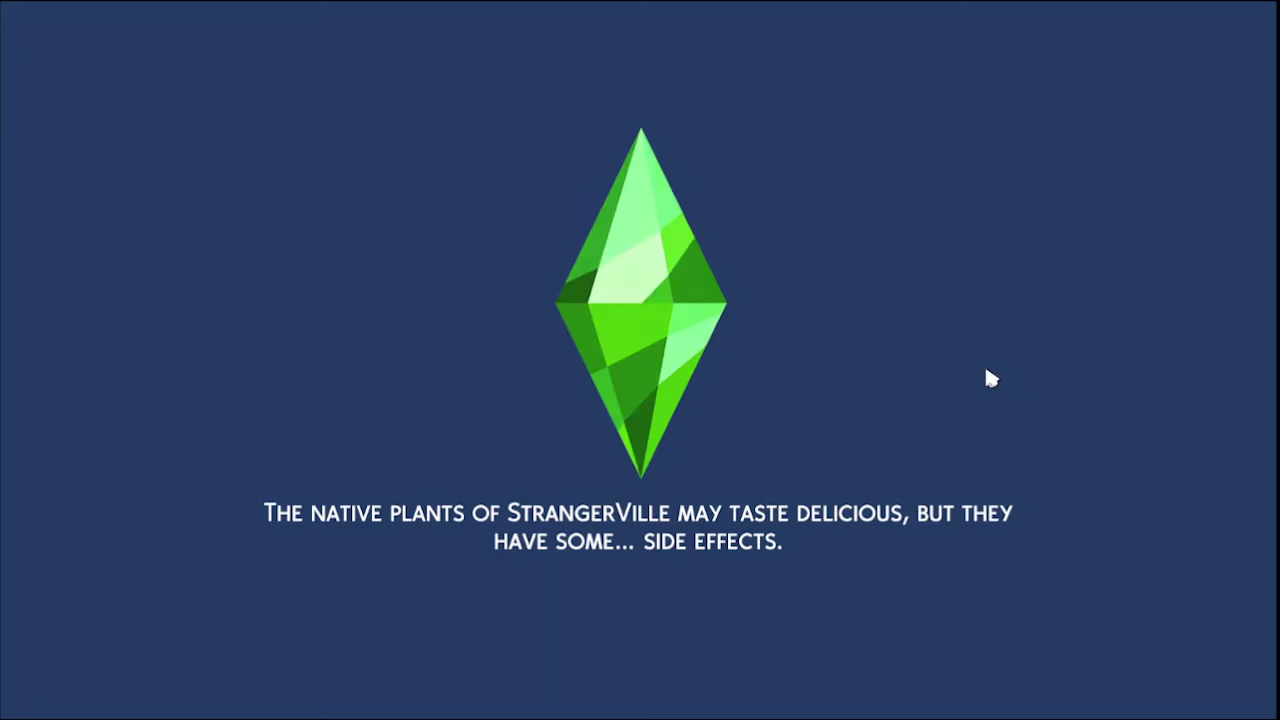 The native plants of StrangerVille may taste delicious, but they
have some... side effects.